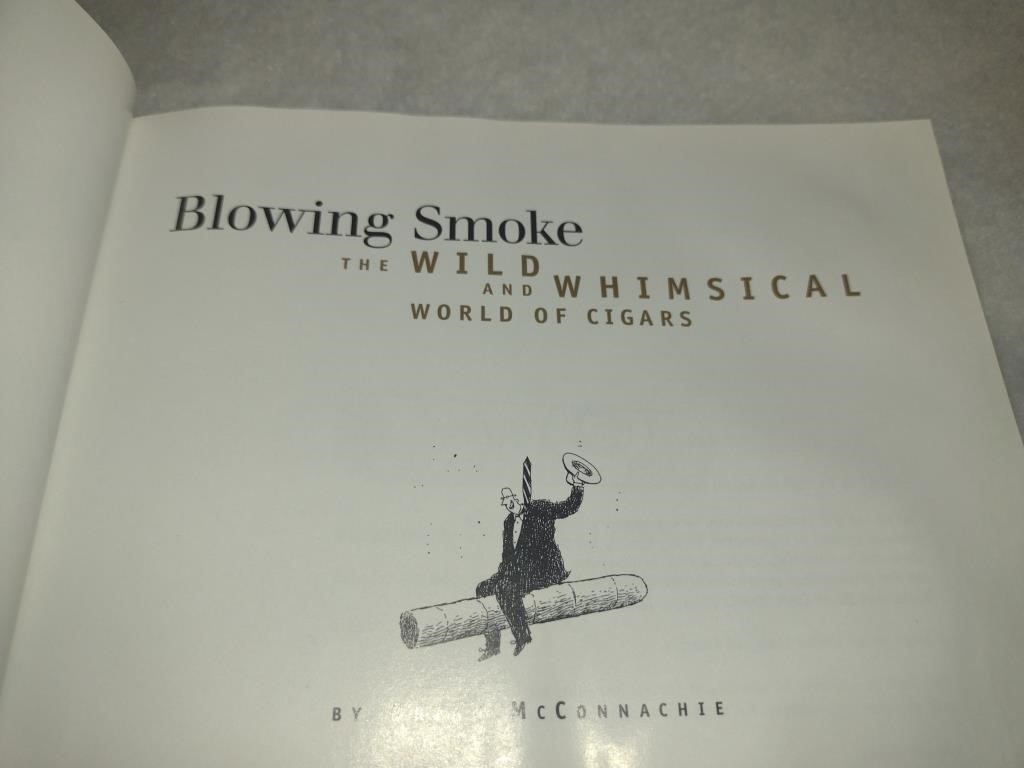 Blowing Smoke
THE WILD
AND WHIMSICAL
WORLD OF CIGARS
BY McCONNACHIE